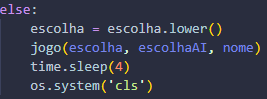 else:
escolha = escolha.lower()
jogo(escolha, escolhaAI, nome)
time.sleep(4)
os.system('cls')